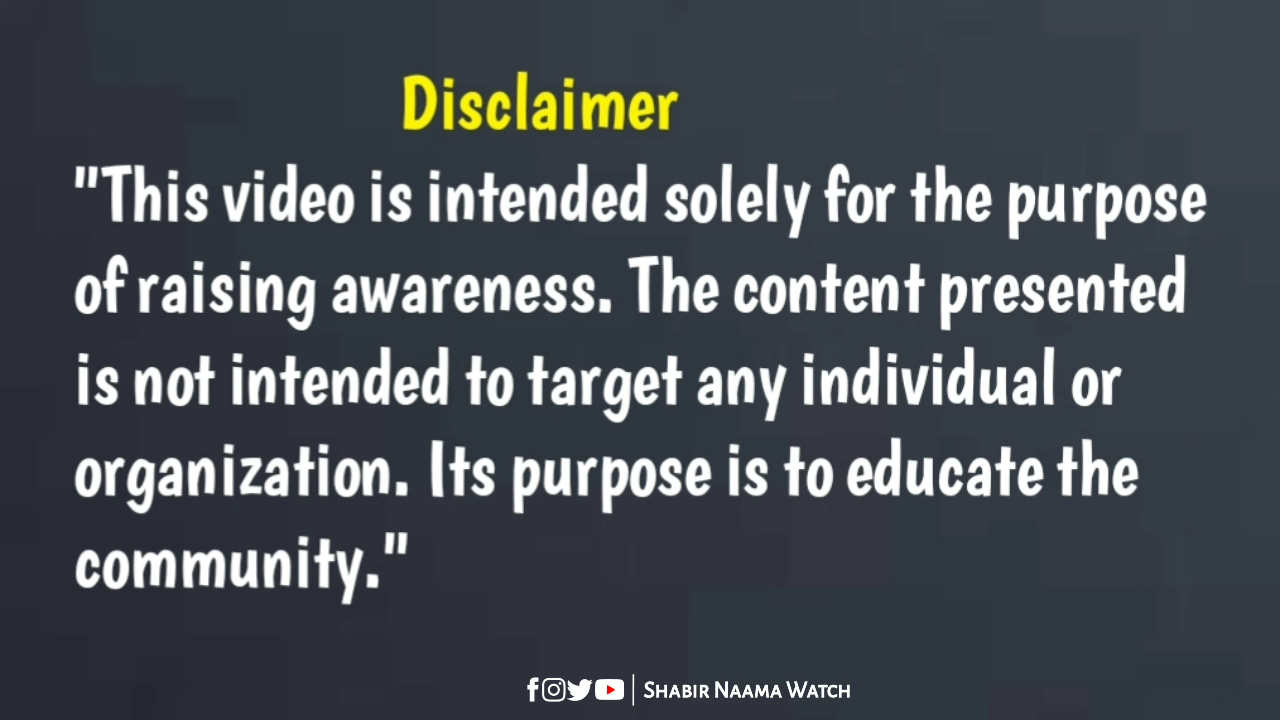 Disclaimer
"This video is intended solely for the purpose
of raising awareness. The content presented
is not intended to target any individual or
organization. Its purpose is to educate the
community."
Shabir Naama Watch